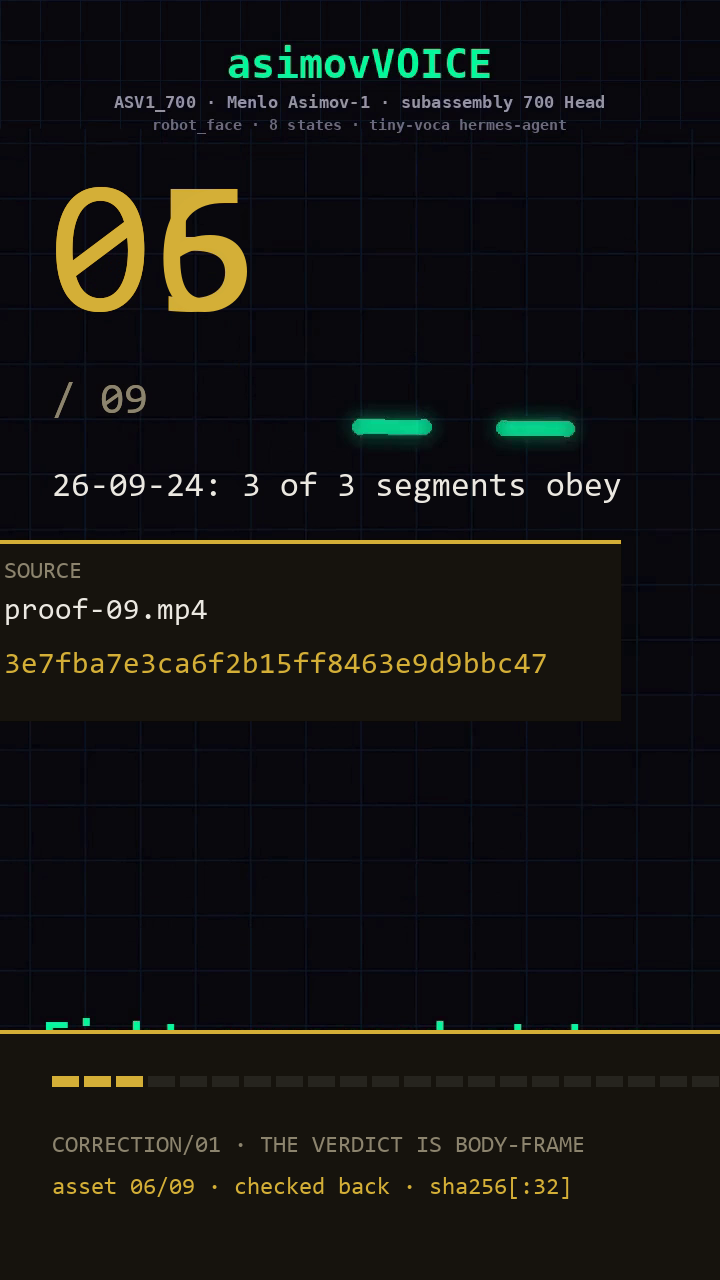 asimovVOICE
ASV1_700 · Menlo Asimov-1 · subassembly 700 Head
robot_face · 8 states · tiny-voca hermes-agent
/ 09
26-09-24: 3 of 3 segments obey
SOURCE
proof-09.mp4
3e7fba7e3ca6f2b15ff8463e9d9bbc47
CORRECTION/01 · THE VERDICT IS BODY-FRAME
asset 06/09 · checked back · sha256[:32]